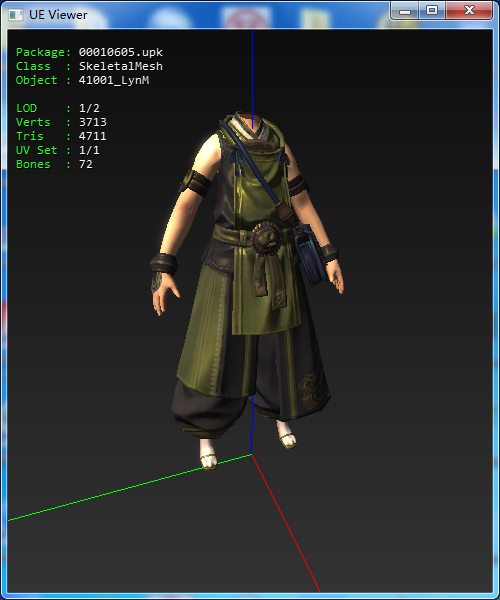 UE Viewer
Package: 00010605.upk
Class : SkeletalMesh
Object : 41001_LynM
LOD : 1/2
Verts : 3713
Tris : 4711
UV Set : 1/1
Bones : 72